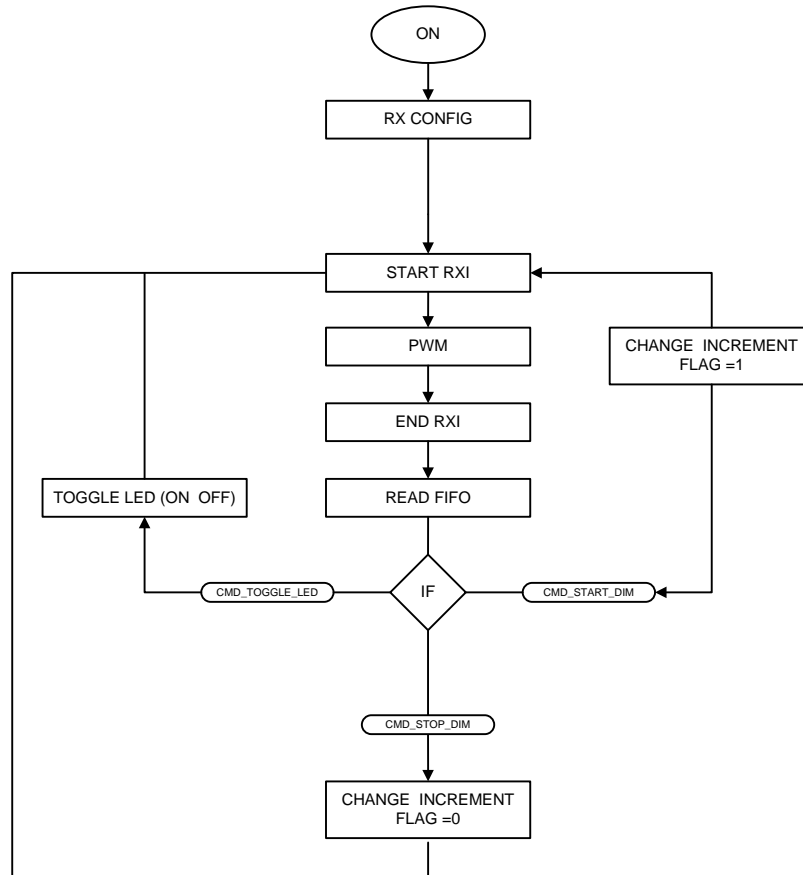 ON
RX CONFIG
START RXI
PWM
CHANGE INCREMENT
FLAG =1
END RXI
TOGGLE LED (ON OFF)
READ FIFO
CMD_TOGGLE_LED
IF
CMD_START_DIM
CMD_STOP_DIM
CHANGE INCREMENT
FLAG =0